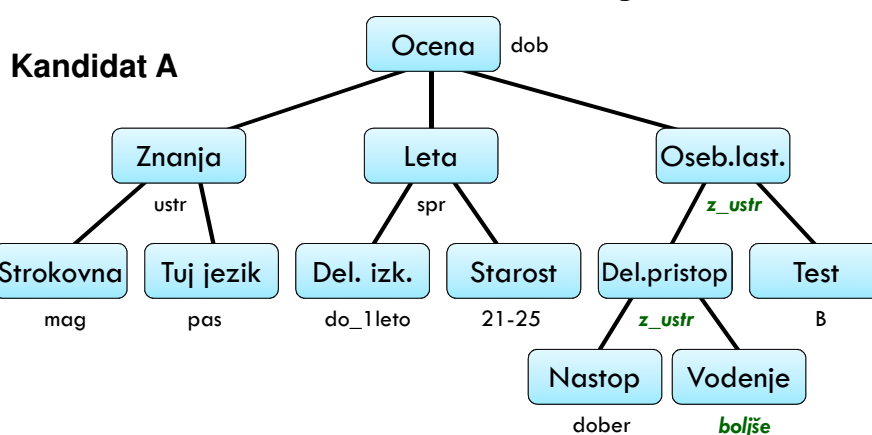 Ocena dob
Kandidat A
Znanja Leta Oseb.last.
ustr spr z_ustr
Strokovna Tuj jezik Del. izk. Starost Del.pristop Test
mag pas do_1leto 21-25 z_ustr B
Nastop Vodenje
dober boljše